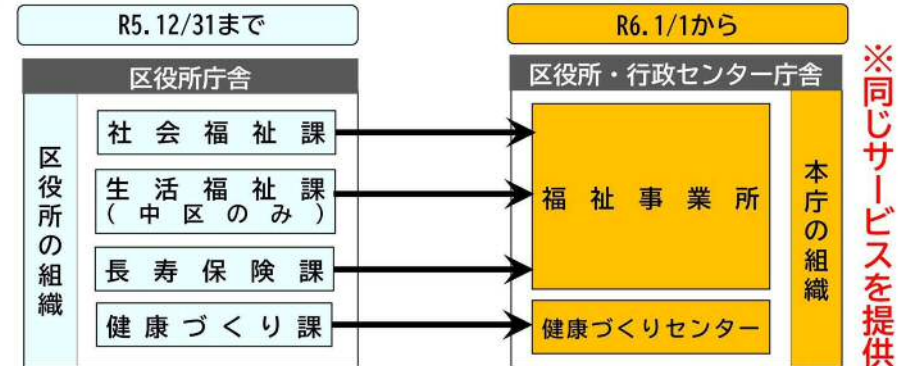 R5.12/31まで
R6.1/1から
区役所庁舎
区役所の組織
社会福祉課
生活福祉課
(中区のみ)
長寿保険課
健康づくり課
区役所・行政センター庁舎
福祉事業所
健康づくりセンター
本庁の組織
※同じサービスを提供